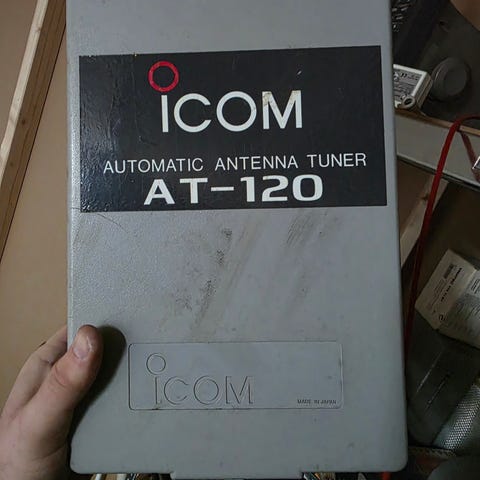 ICOM
AUTOMATIC ANTENNA TUNER
AT-120
ICOM
MADE IN JAPAN